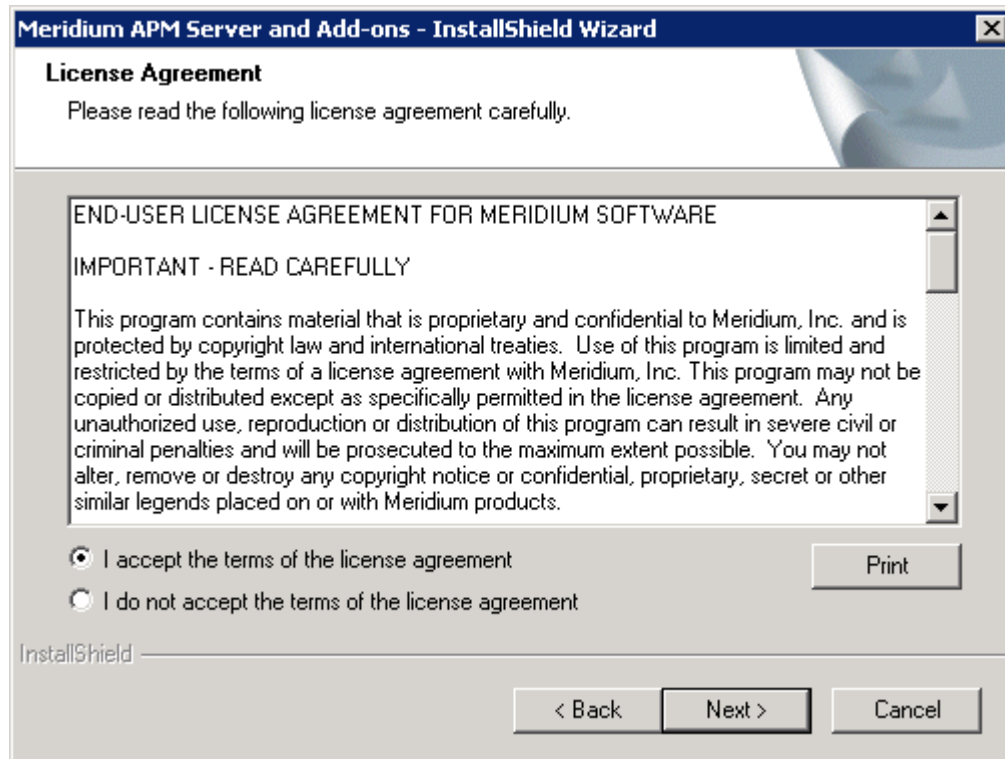 Meridium APM Server and Add-ons - InstallShield Wizard
License Agreement
Please read the following license agreement carefully.
END-USER LICENSE AGREEMENT FOR MERIDIUM SOFTWARE
IMPORTANT - READ CAREFULLY
This program contains material that is proprietary and confidential to Meridium, Inc. and is
protected by copyright law and international treaties.  Use of this program is limited and
restricted by the terms of a license agreement with Meridium, Inc. This program may not be
copied or distributed except as specifically permitted in the license agreement.  Any
unauthorized use, reproduction or distribution of this program can result in severe civil or
criminal penalties and will be prosecuted to the maximum extent possible.  You may not
alter, remove or destroy any copyright notice or confidential, proprietary, secret or other
similar legends placed on or with Meridium products.
I accept the terms of the license agreement
Print
I do not accept the terms of the license agreement
InstallShield
< Back
Next >
Cancel